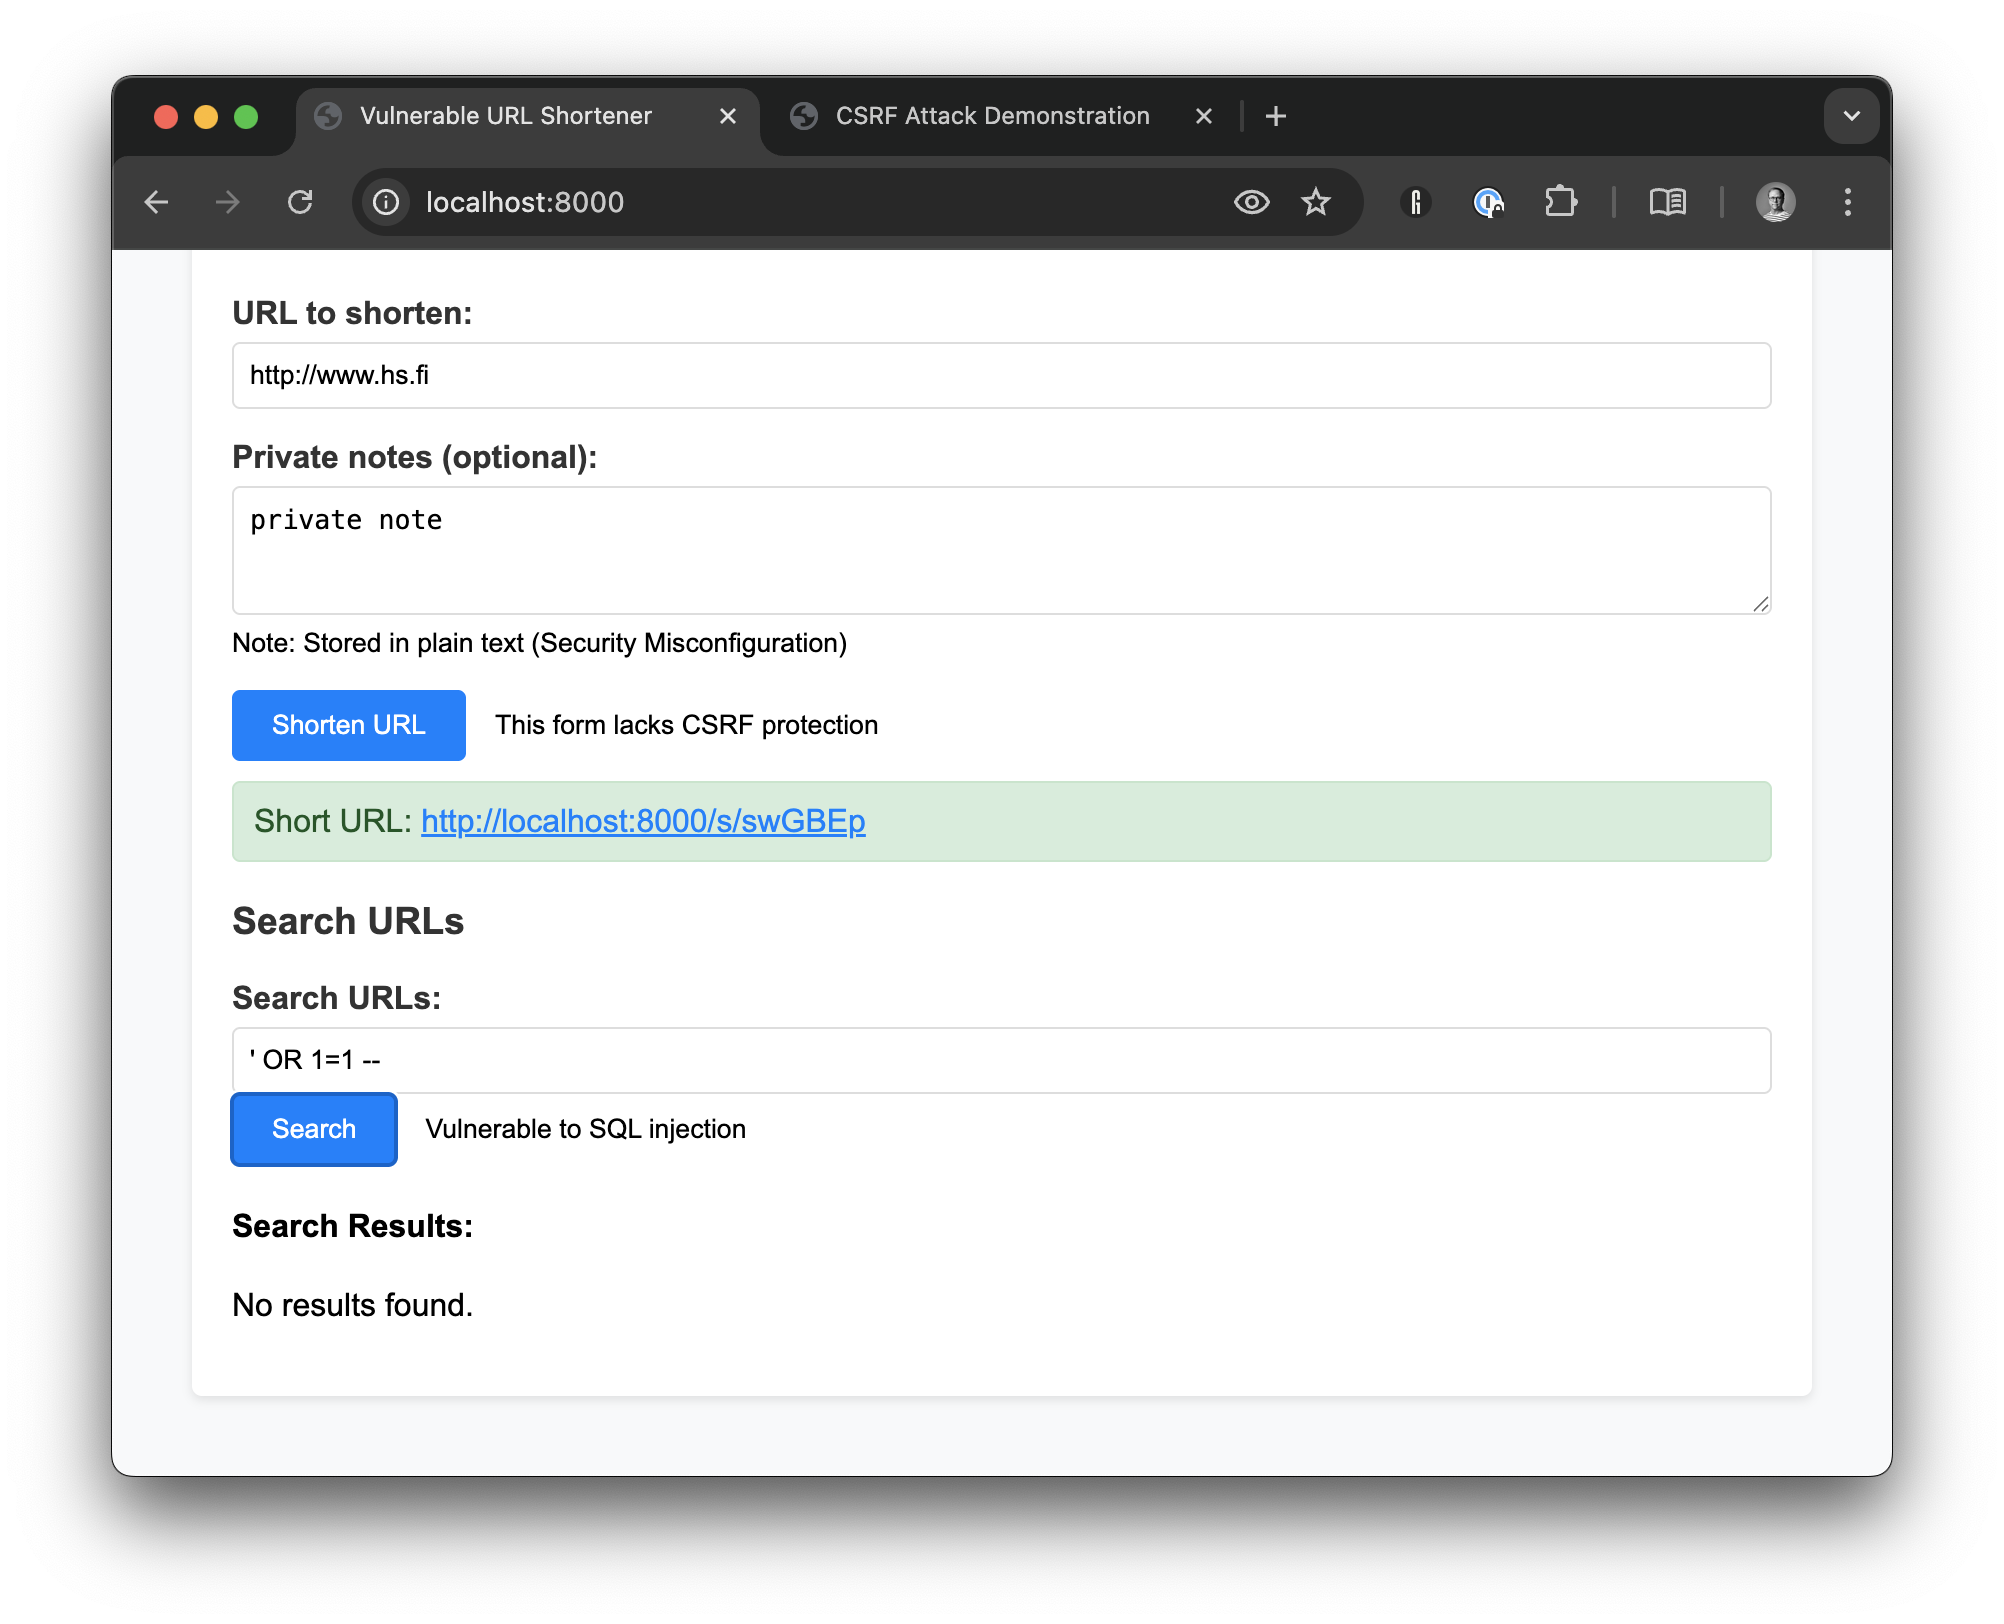 Vulnerable URL Shortener
CSRF Attack Demonstration
localhost:8000
URL to shorten:
http://www.hs.fi
Private notes (optional):
private note
Note: Stored in plain text (Security Misconfiguration)
Shorten URL
This form lacks CSRF protection
Short URL: http://localhost:8000/s/swGBEp
Search URLs
Search URLs:
' OR 1=1 --
Search
Vulnerable to SQL injection
Search Results:
No results found.